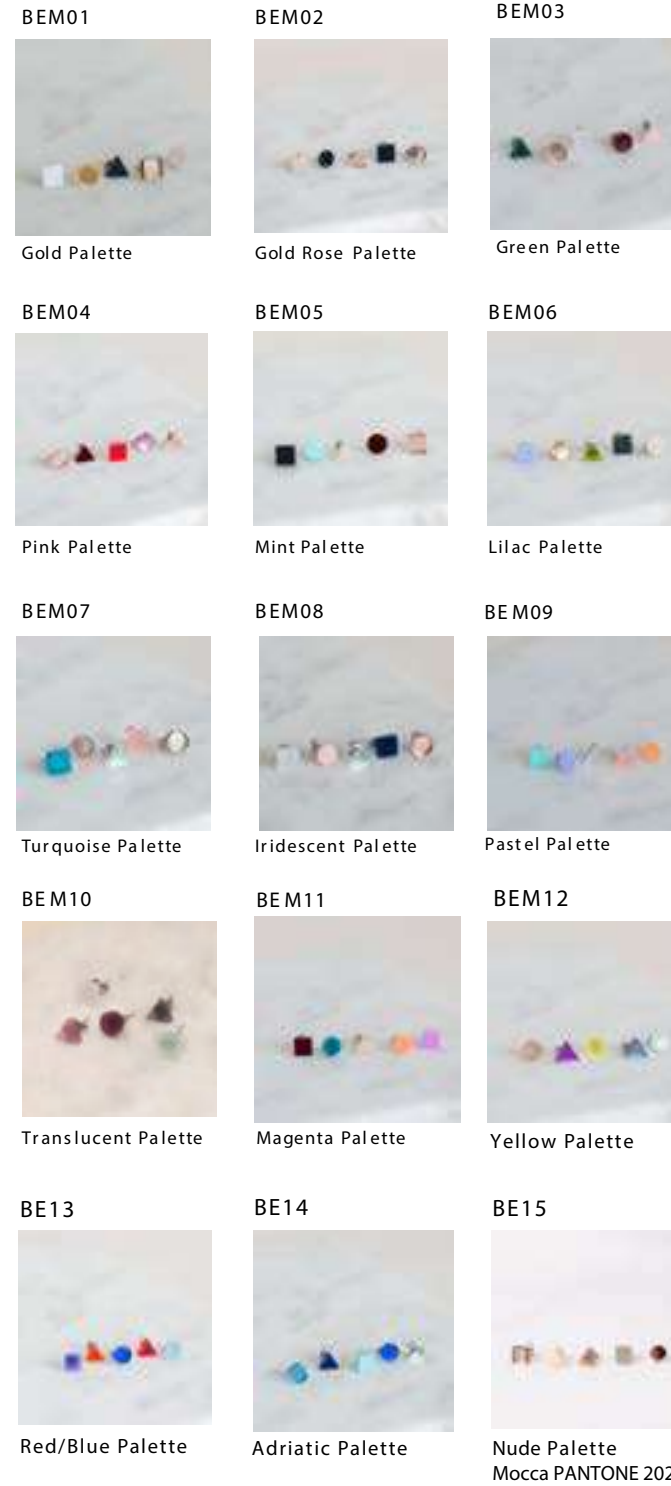 BEM01
BEM02
BEM03
Gold Palette
Gold Rose Palette
Green Palette
BEM04
BEM05
BEM06
Pink Palette
Mint Palette
Lilac Palette
BEM07
BEM08
BEM09
Turquoise Palette
Iridescent Palette
Pastel Palette
BEM10
BEM11
BEM12
Translucent Palette
Magenta Palette
Yellow Palette
BE13
BE14
BE15
Red/Blue Palette
Adriatic Palette
Nude Palette
Mocca PANTONE 202